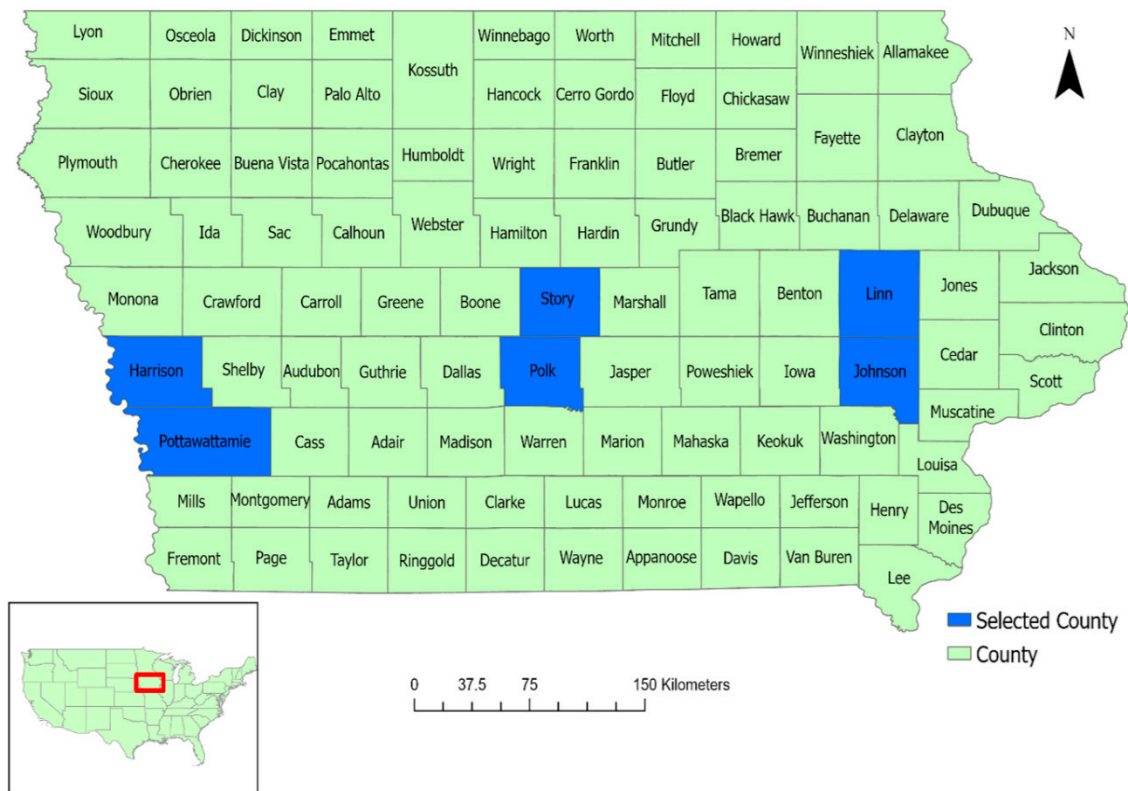 Lyon Osceola Dickinson Emmet Winnebago Worth Mitchell Howard
Winneshiek Allamakee
Kossuth
Sioux Obrien Clay Palo Alto Hancock Cerro Gordo Floyd Chickasaw
Fayette Clayton
Plymouth Cherokee Buena Vista Pocahontas Humboldt Wright Franklin Butler Bremer
Woodbury Ida Sac Calhoun Webster Hamilton Hardin Grundy Black Hawk Buchanan Delaware Dubuque
Monona Crawford Carroll Greene Boone Story Marshall Tama Benton Linn Jones Jackson
Clinton
Harrison Shelby Audubon Guthrie Dallas Polk Jasper Poweshiek Iowa Johnson Cedar Scott
Muscatine
Pottawattamie Cass Adair Madison Warren Marion Mahaska Keokuk Washington
Louisa
Mills Montgomery Adams Union Clarke Lucas Monroe Wapello Jefferson Henry Des
Moines
Fremont Page Taylor Ringgold Decatur Wayne Appanoose Davis Van Buren Lee
N
Selected County
County
0 37.5 75 150 Kilometers